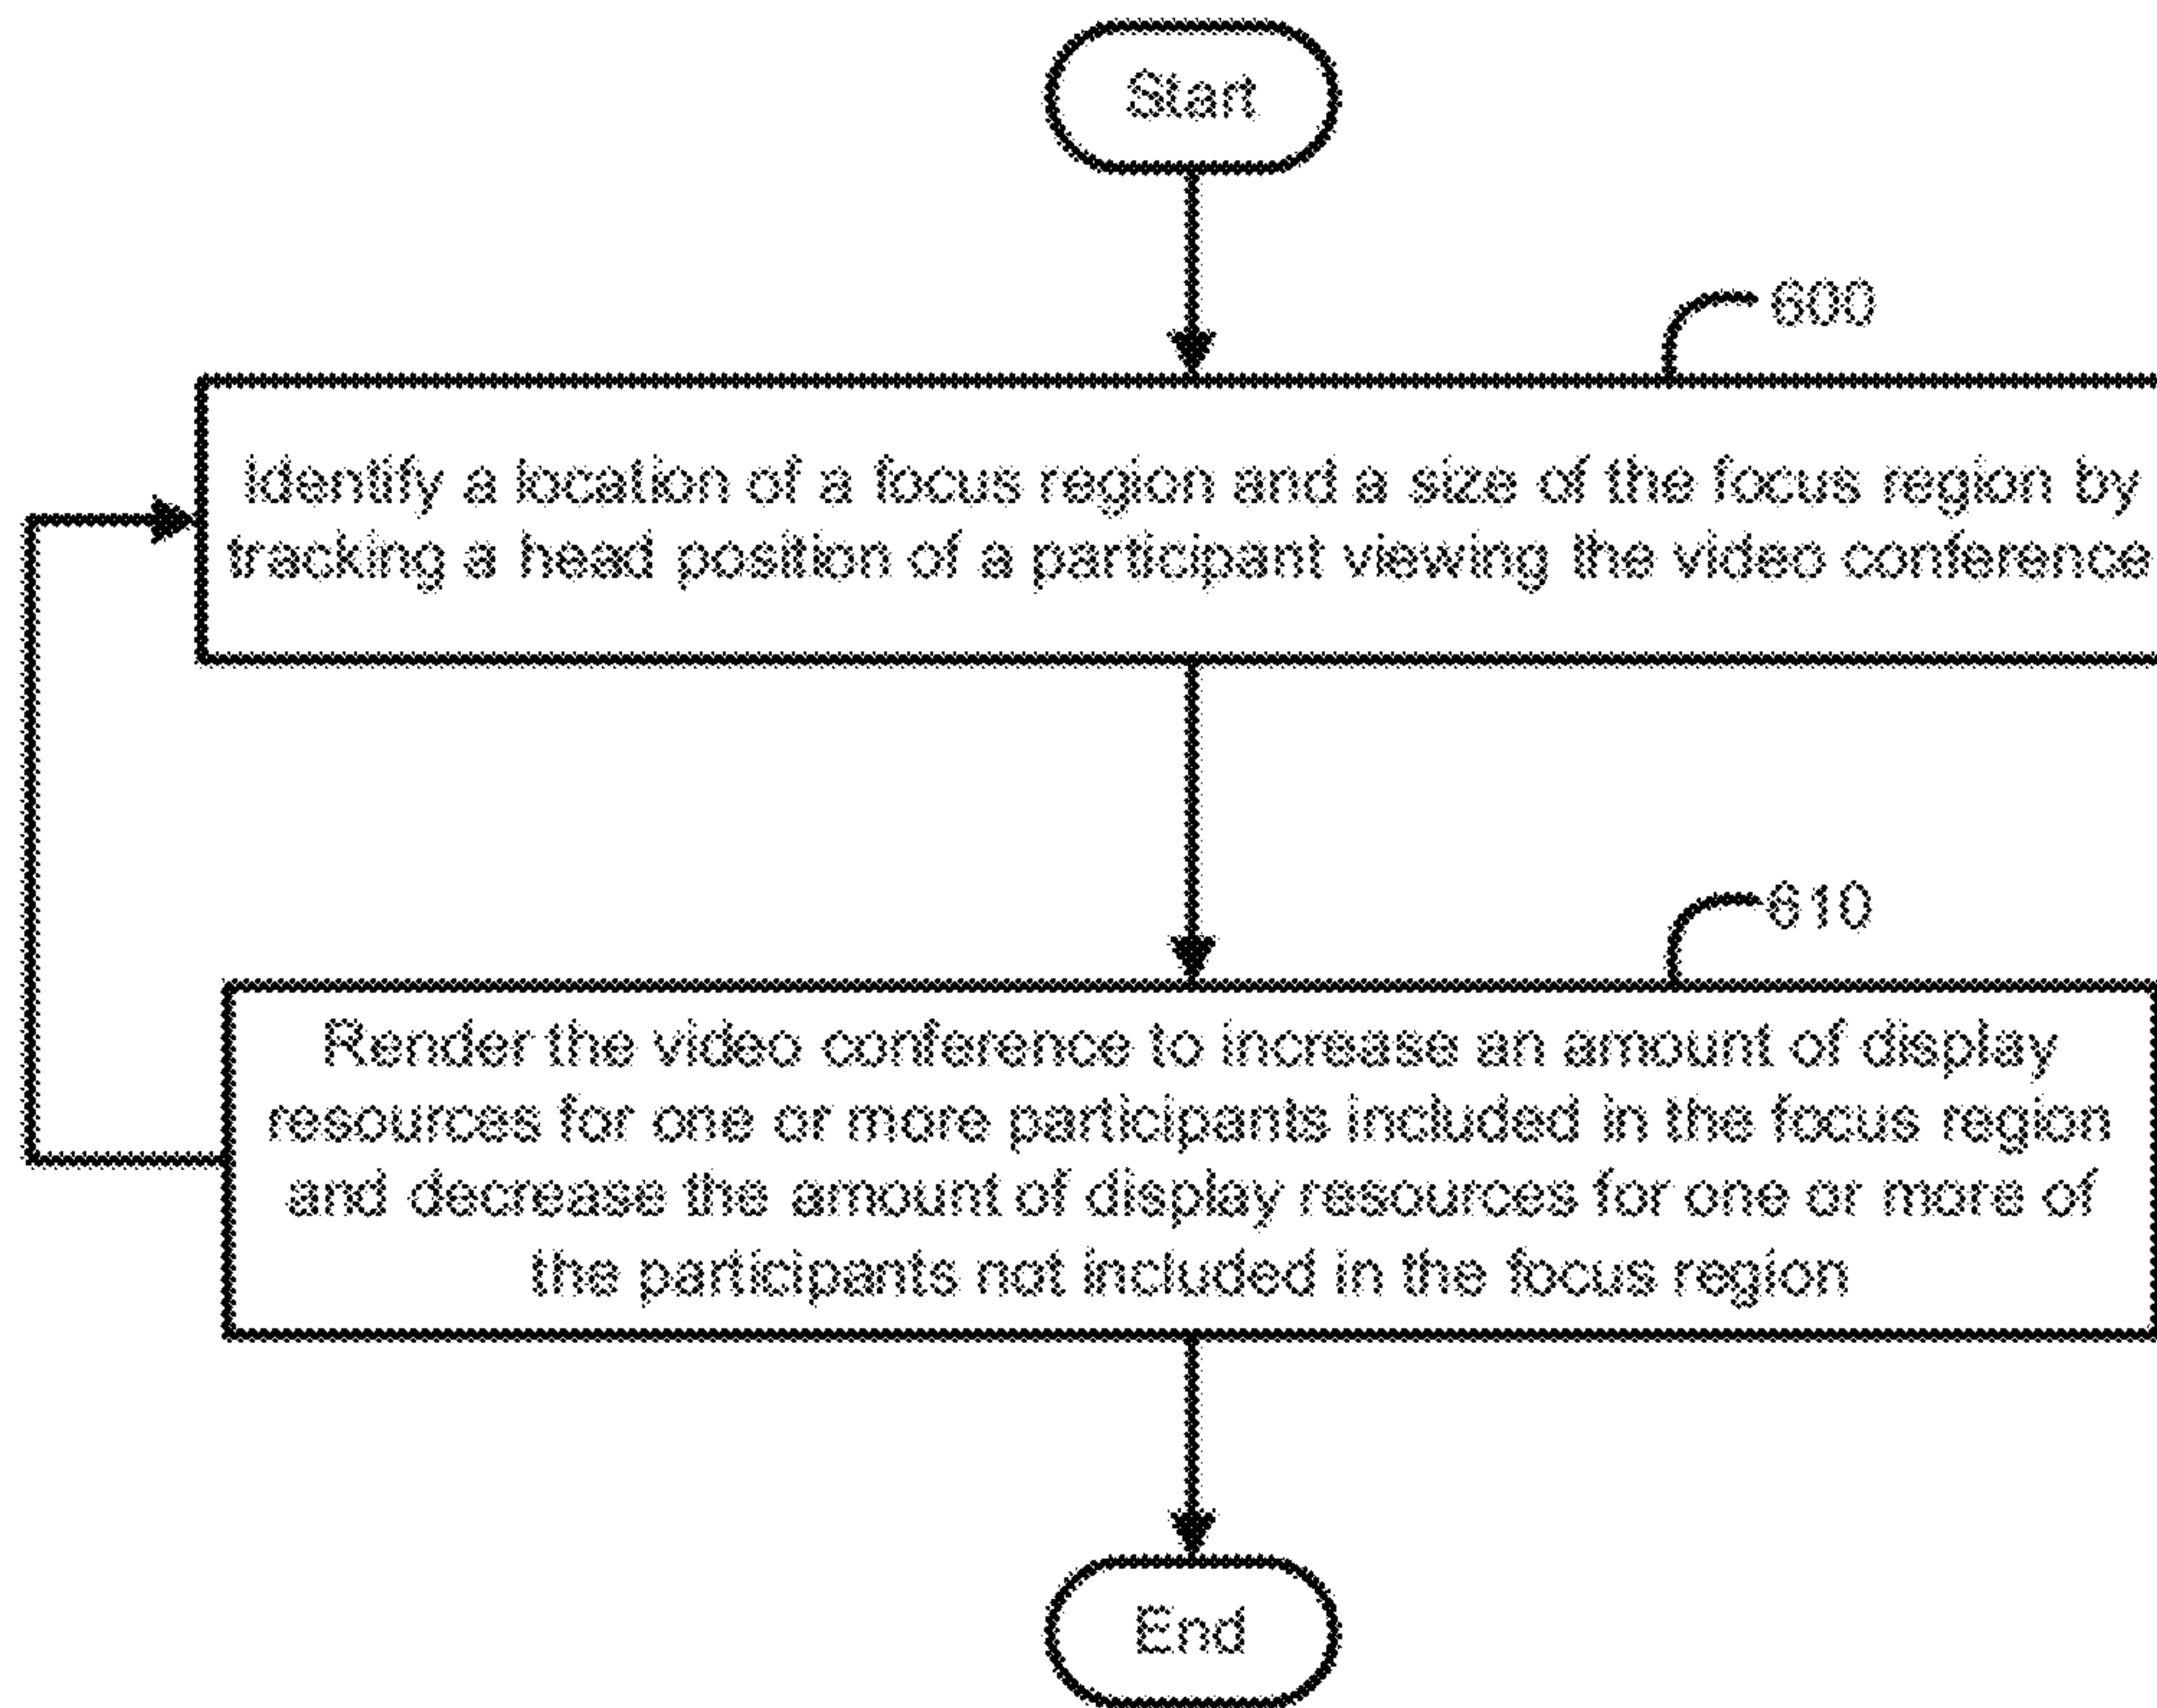 Start
600
Identify a location of a focus region and a size of the focus region by
tracking a head position of a participant viewing the video conference
610
Render the video conference to increase an amount of display
resources for one or more participants included in the focus region
and decrease the amount of display resources for one or more of
the participants not included in the focus region
End